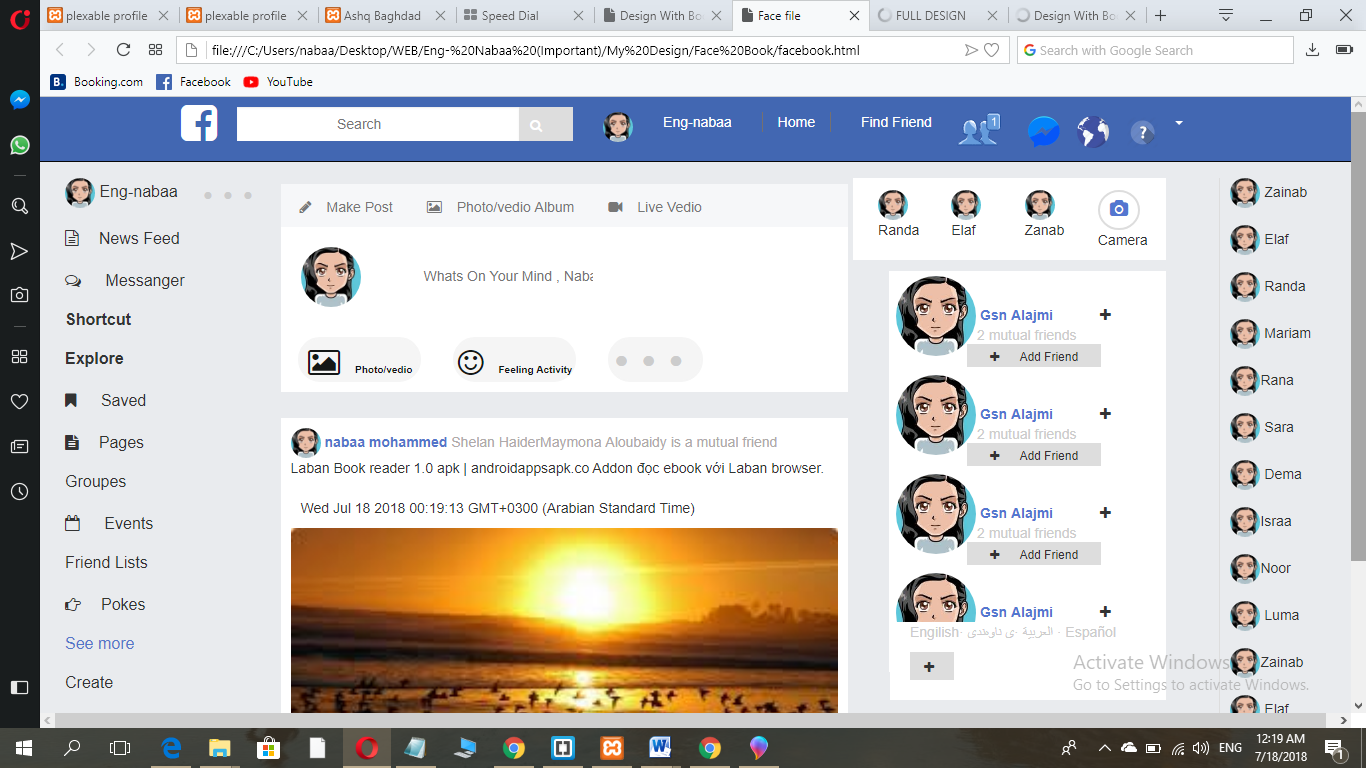 plexable profile
plexable profile
Ashq Baghdad
Speed Dial
Design With Bo
Face file
FULL DESIGN
Design With Bo
file:///C:/Users/nabaa/Desktop/WEB/Eng-%20Nabaa%20(Important)/My%20Design/Face%20Book/facebook.html
Search with Google Search
B. Booking.com
Facebook
YouTube
Search
Eng-nabaa
Home
Find Friend
1
?
Eng-nabaa
News Feed
Messanger
Shortcut
Explore
Saved
Pages
Groupes
Events
Friend Lists
Pokes
See more
Create
Make Post
Photo/vedio Album
Live Vedio
Whats On Your Mind , Naba
Photo/vedio
Feeling Activity
nabaa mohammed Shelan HaiderMaymona Aloubaidy is a mutual friend
Laban Book reader 1.0 apk | androidappsapk.co Addon đọc ebook với Laban browser.
Wed Jul 18 2018 00:19:13 GMT+0300 (Arabian Standard Time)
Randa
Elaf
Zanab
Camera
Gsn Alajmi
2 mutual friends
Add Friend
Gsn Alajmi
2 mutual friends
Add Friend
Gsn Alajmi
2 mutual friends
Add Friend
Gsn Alajmi
Engilish· العربية · Español
Zainab
Elaf
Randa
Mariam
Rana
Sara
Dema
Israa
Noor
Luma
Zainab
Elaf
Activate Windows
Go to Settings to activate Windows.
ENG
12:19 AM
7/18/2018
1